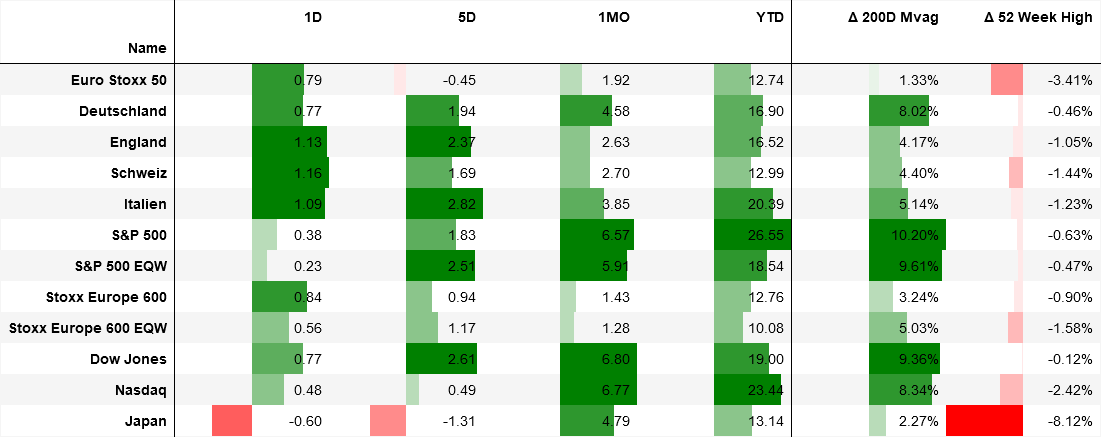 1D 5D 1MO YTD Δ 200D Mvag Δ 52 Week High
Name
Euro Stoxx 50 0.79 -0.45 1.92 12.74 1.33% -3.41%
Deutschland 0.77 1.94 4.58 16.90 8.02% -0.46%
England 1.13 2.37 2.63 16.52 4.17% -1.05%
Schweiz 1.16 1.69 2.70 12.99 4.40% -1.44%
Italien 1.09 2.82 3.85 20.39 5.14% -1.23%
S&P 500 0.38 1.83 6.57 26.55 10.20% -0.63%
S&P 500 EQW 0.23 2.51 5.91 18.54 9.61% -0.47%
Stoxx Europe 600 0.84 0.94 1.43 12.76 3.24% -0.90%
Stoxx Europe 600 EQW 0.56 1.17 1.28 10.08 5.03% -1.58%
Dow Jones 0.77 2.61 6.80 19.00 9.36% -0.12%
Nasdaq 0.48 0.49 6.77 23.44 8.34% -2.42%
Japan -0.60 -1.31 4.79 13.14 2.27% -8.12%